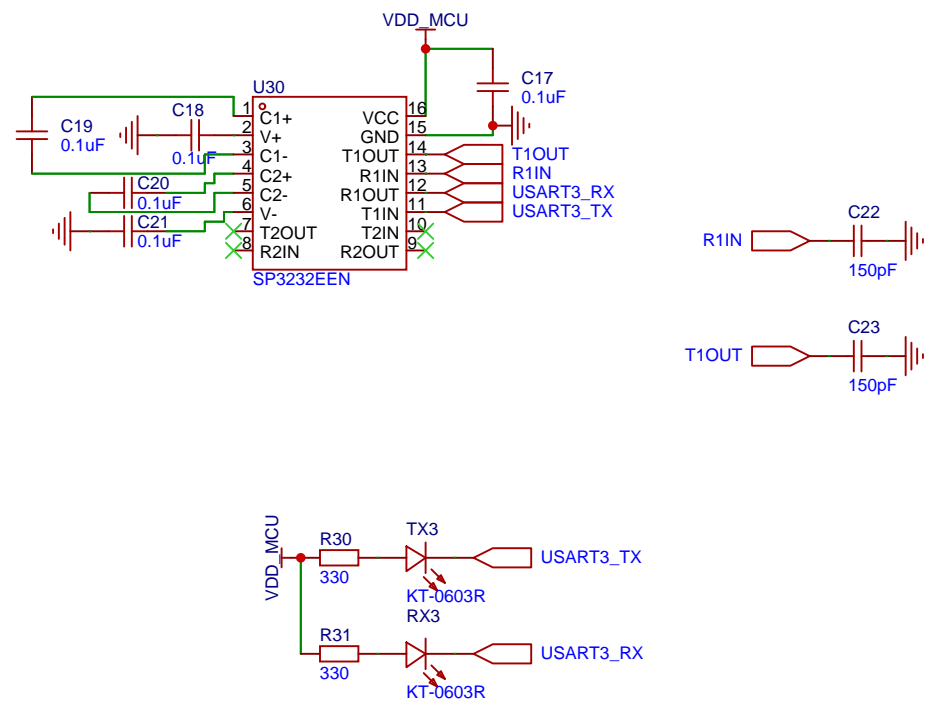 VDD_MCU
C17
0.1uF
U30
C18
0.1uF
C19
0.1uF
C20
0.1uF
C21
0.1uF
1 C1+
2 V+
3 C1-
4 C2+
5 C2-
6 V-
7 T2OUT
8 R2IN
VCC 16
GND 15
T1OUT 14
R1IN 13
R1OUT 12
T1IN 11
T2IN 10
R2OUT 9
T1OUT
R1IN
USART3_RX
USART3_TX
SP3232EEN
C22
R1IN
150pF
C23
T1OUT
150pF
VDD_MCU
R30
330
TX3
KT-0603R
USART3_TX
R31
330
RX3
KT-0603R
USART3_RX